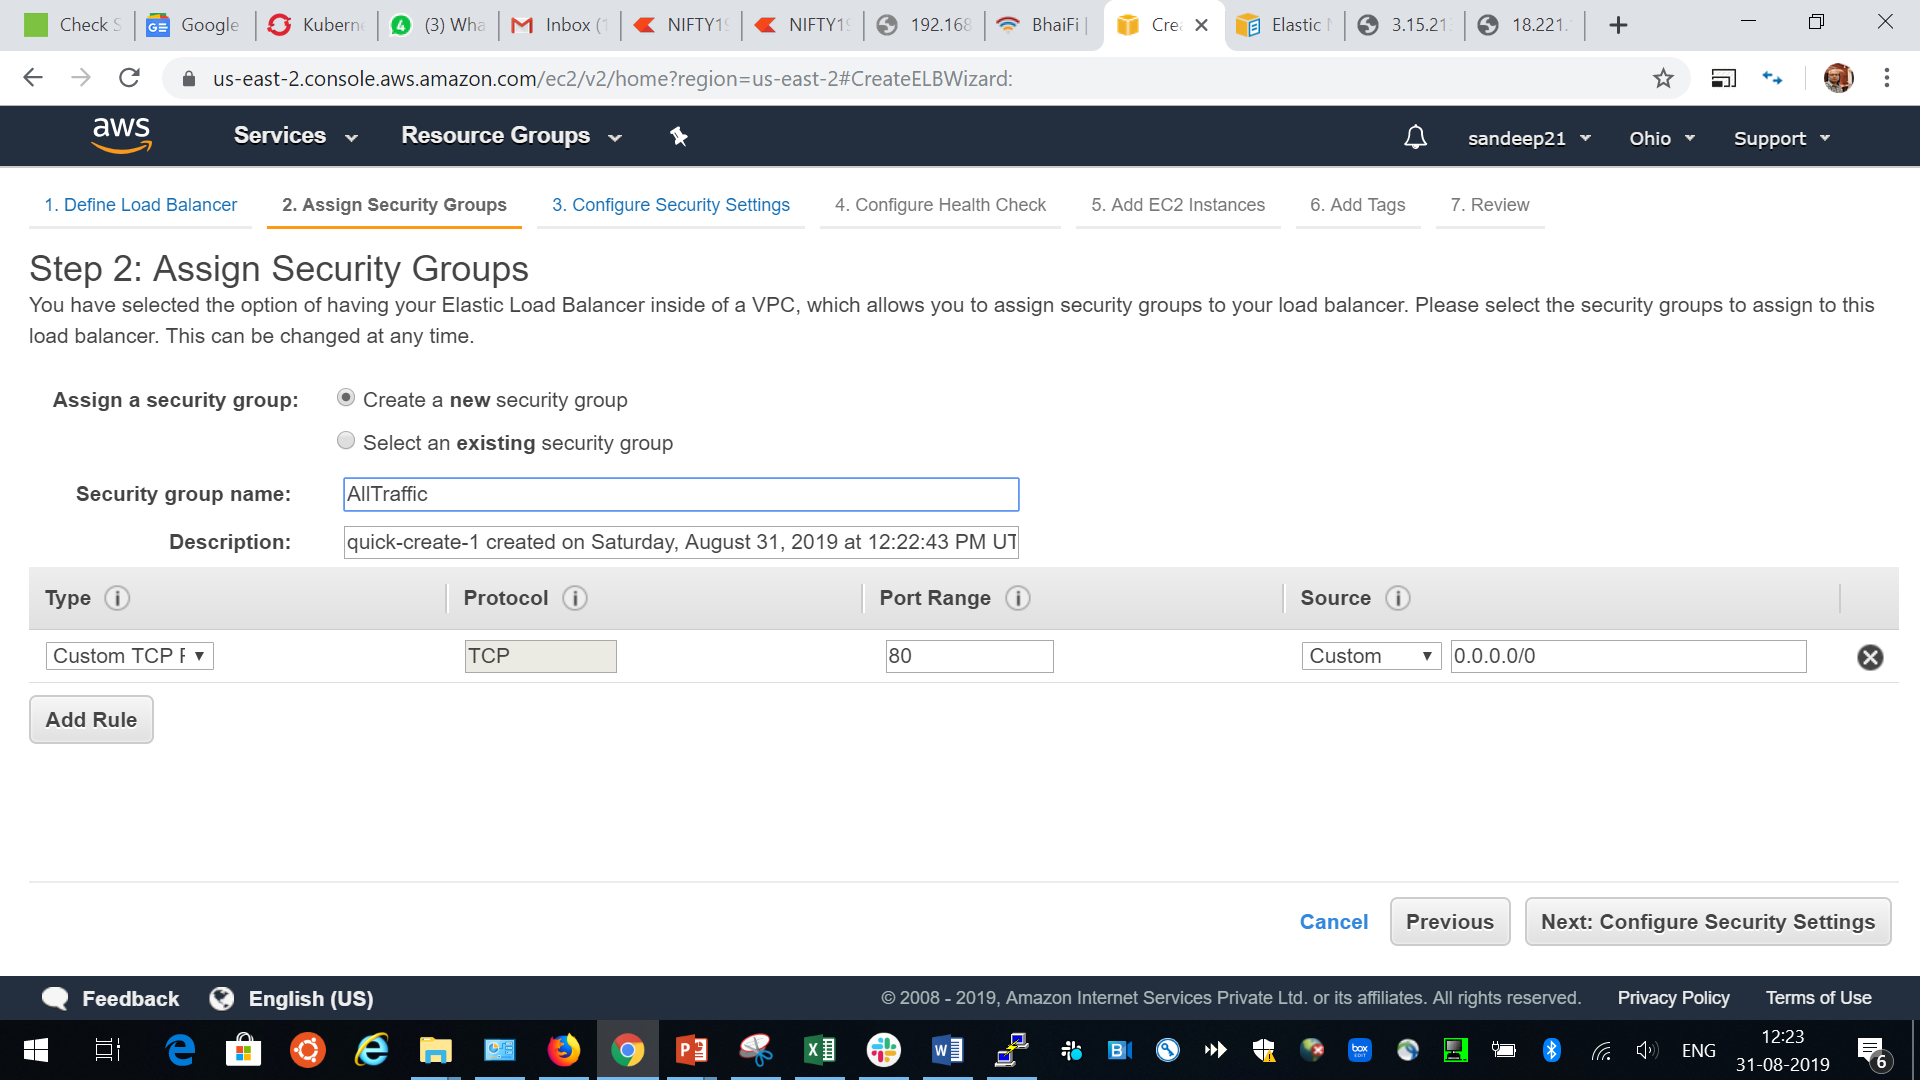 Check S
Google
Kuberne
(3) Wha
Inbox (1
NIFTY19
NIFTY19
192.168
BhaiFi |
Crea
Elastic N
3.15.21
18.221.
us-east-2.console.aws.amazon.com/ec2/v2/home?region=us-east-2#CreateELBWizard:
aws
Services
Resource Groups
sandeep21
Ohio
Support
1. Define Load Balancer
2. Assign Security Groups
3. Configure Security Settings
4. Configure Health Check
5. Add EC2 Instances
6. Add Tags
7. Review
Step 2: Assign Security Groups
You have selected the option of having your Elastic Load Balancer inside of a VPC, which allows you to assign security groups to your load balancer. Please select the security groups to assign to this
load balancer. This can be changed at any time.
Assign a security group:
Create a new security group
Select an existing security group
Security group name:
AllTraffic
Description:
quick-create-1 created on Saturday, August 31, 2019 at 12:22:43 PM UT
Type
Protocol
Port Range
Source
Custom TCP
TCP
80
Custom
0.0.0.0/0
Add Rule
Cancel
Previous
Next: Configure Security Settings
Feedback
English (US)
© 2008 - 2019, Amazon Internet Services Private Ltd. or its affiliates. All rights reserved.
Privacy Policy
Terms of Use
ENG
12:23
31-08-2019
6